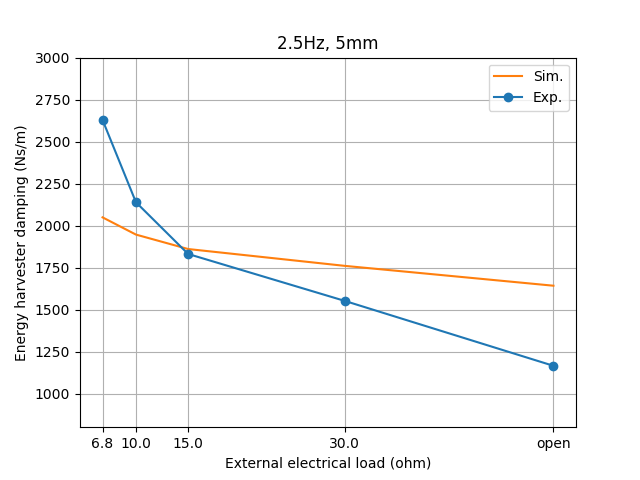 2.5Hz, 5mm
Energy harvester damping (Ns/m)
3000
2750
2500
2250
2000
1750
1500
1250
1000
Sim.
Exp.
6.8 10.0 15.0 30.0 open
External electrical load (ohm)